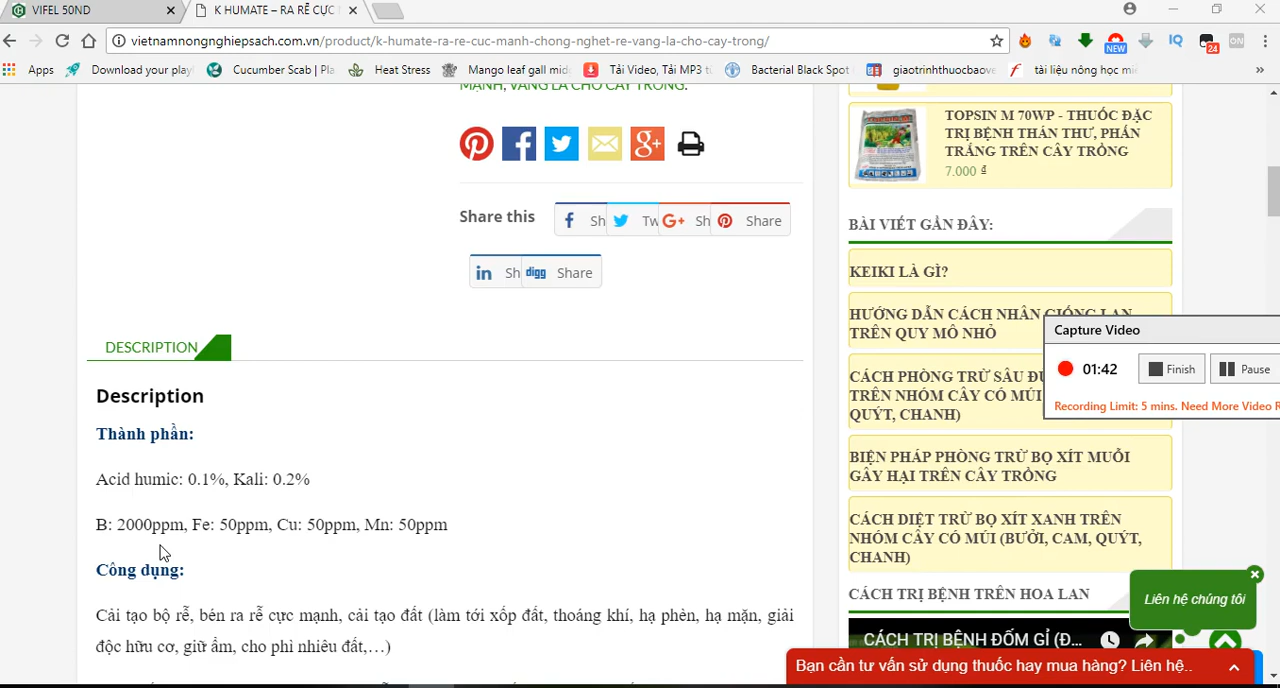 VIFEL 50ND
K HUMATE – RA RỄ CỰC
vietnamnongnghiepsach.com.vn/product/k-humate-ra-re-cuc-manh-chong-nghet-re-vang-la-cho-cay-trong/
NEW
IQ
24
ON
Apps
Download your play
Cucumber Scab | Pla
Heat Stress
Mango leaf gall mid
Tải Video, Tải MP3 t
Bacterial Black Spot
giaotrinhthuocbaove
tài liệu nông học mi
»
MẠNH, VÀNG LÁ CHO CÂY TRỒNG.
Share this
Sh
Tw
Sh
Share
Sh
digg
Share
DESCRIPTION
Description
Thành phần:
Acid humic: 0.1%, Kali: 0.2%
B: 2000ppm, Fe: 50ppm, Cu: 50ppm, Mn: 50ppm
Công dụng:
Cải tạo bộ rễ, bén ra rễ cực mạnh, cải tạo đất (làm tới xốp đất, thoáng khí, hạ phèn, hạ mặn, giải
độc hữu cơ, giữ ẩm, cho phì nhiêu đất,…)
TOPSIN M 70WP - THUỐC ĐẶC
TRỊ BỆNH THÁN THƯ, PHẤN
TRẮNG TRÊN CÂY TRỒNG
7.000 ₫
BÀI VIẾT GẦN ĐÂY:
KEIKI LÀ GÌ?
HƯỚNG DẪN CÁCH NHÂN GIỐNG LAN
TRÊN QUY MÔ NHỎ
CÁCH PHÒNG TRỪ SÂU ĐỤ
TRÊN NHÓM CÂY CÓ MÚI
QUÝT, CHANH)
BIỆN PHÁP PHÒNG TRỪ BỌ XÍT MUỖI
GÂY HẠI TRÊN CÂY TRỒNG
CÁCH DIỆT TRỪ BỌ XÍT XANH TRÊN
NHÓM CÂY CÓ MÚI (BƯỞI, CAM, QUÝT,
CHANH)
CÁCH TRỊ BỆNH TRÊN HOA LAN
CÁCH TRỊ BỆNH ĐỐM GỈ (Đ...
Capture Video
01:42
Finish
Pause
Recording Limit: 5 mins. Need More Video R
Liên hệ chúng tôi
Bạn cần tư vấn sử dụng thuốc hay mua hàng? Liên hệ..